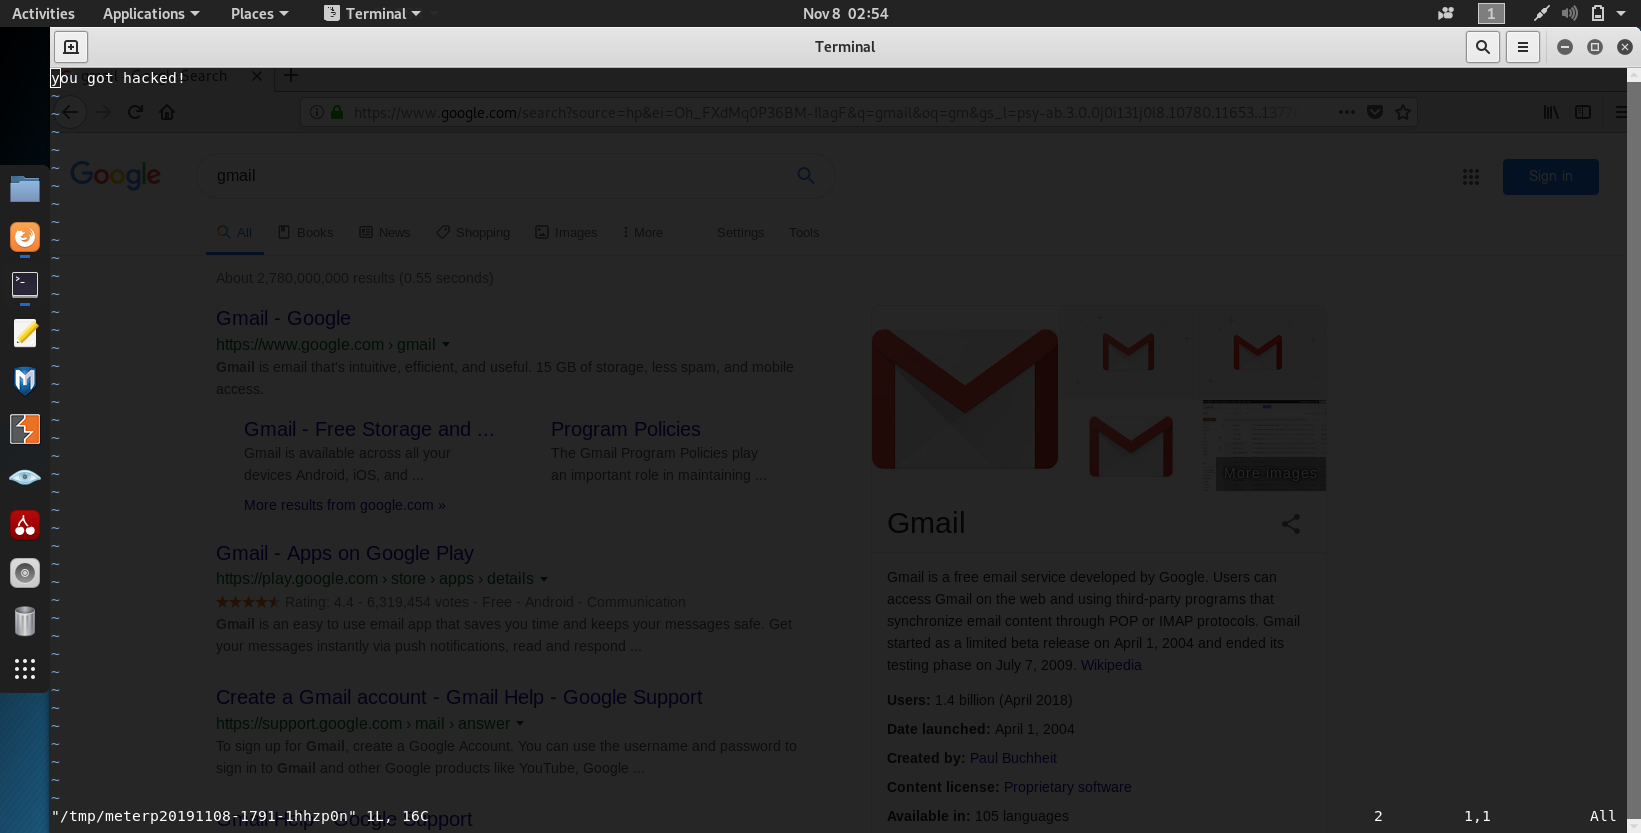 Activities Applications Places Terminal Nov 8 02:54 1
Terminal
you got hacked!
Search
https://www.google.com/search?source=hp&ei=Oh_FXdMq0P36BM-llagF&q=gmail&oq=gm&gs_l=psy-ab.3.0.0j0i131j0l8.10780.11653..1377
Google gmail Sign in
All Books News Shopping Images More Settings Tools
About 2,780,000,000 results (0.55 seconds)
Gmail - Google
https://www.google.com › gmail
Gmail is email that's intuitive, efficient, and useful. 15 GB of storage, less spam, and mobile
access.
Gmail - Free Storage and ...
Gmail is available across all your
devices Android, iOS, and ...
Program Policies
The Gmail Program Policies play
an important role in maintaining ...
More results from google.com »
Gmail - Apps on Google Play
https://play.google.com › store › apps › details
Rating: 4.4 - 6,319,454 votes - Free - Android - Communication
Gmail is an easy to use email app that saves you time and keeps your messages safe. Get
your messages instantly via push notifications, read and respond ...
Create a Gmail account - Gmail Help - Google Support
https://support.google.com › mail › answer
To sign up for Gmail, create a Google Account. You can use the username and password to
sign in to Gmail and other Google products like YouTube, Google ...
Gmail Help - Google Support
More images
Gmail
Gmail is a free email service developed by Google. Users can
access Gmail on the web and using third-party programs that
synchronize email content through POP or IMAP protocols. Gmail
started as a limited beta release on April 1, 2004 and ended its
testing phase on July 7, 2009. Wikipedia
Users: 1.4 billion (April 2018)
Date launched: April 1, 2004
Created by: Paul Buchheit
Content license: Proprietary software
Available in: 105 languages
"/tmp/meterp20191108-1791-1hhzp0n" 1L, 16C 2 1,1 All